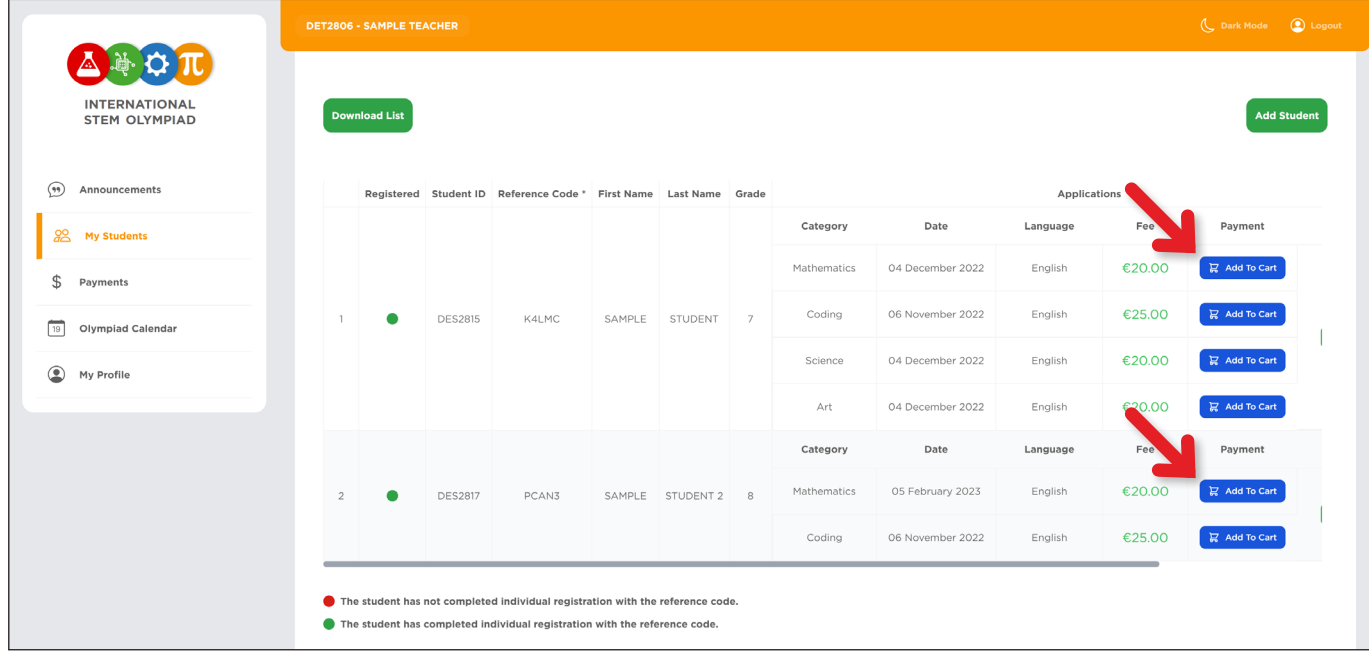 DET2806 - SAMPLE TEACHER
Dark Mode
Logout
INTERNATIONAL
STEM OLYMPIAD
Announcements
My Students
Payments
19
Olympiad Calendar
My Profile
Download List
Add Student
Registered Student ID Reference Code * First Name Last Name Grade Applications
Category Date Language Fee Payment
1 DES2815 K4LMC SAMPLE STUDENT 7
Mathematics 04 December 2022 English €20.00 Add To Cart
Coding 06 November 2022 English €25.00 Add To Cart
Science 04 December 2022 English €20.00 Add To Cart
Art 04 December 2022 English €20.00 Add To Cart
Category Date Language Fee Payment
2 DES2817 PCAN3 SAMPLE STUDENT 2 8
Mathematics 05 February 2023 English €20.00 Add To Cart
Coding 06 November 2022 English €25.00 Add To Cart
The student has not completed individual registration with the reference code.
The student has completed individual registration with the reference code.